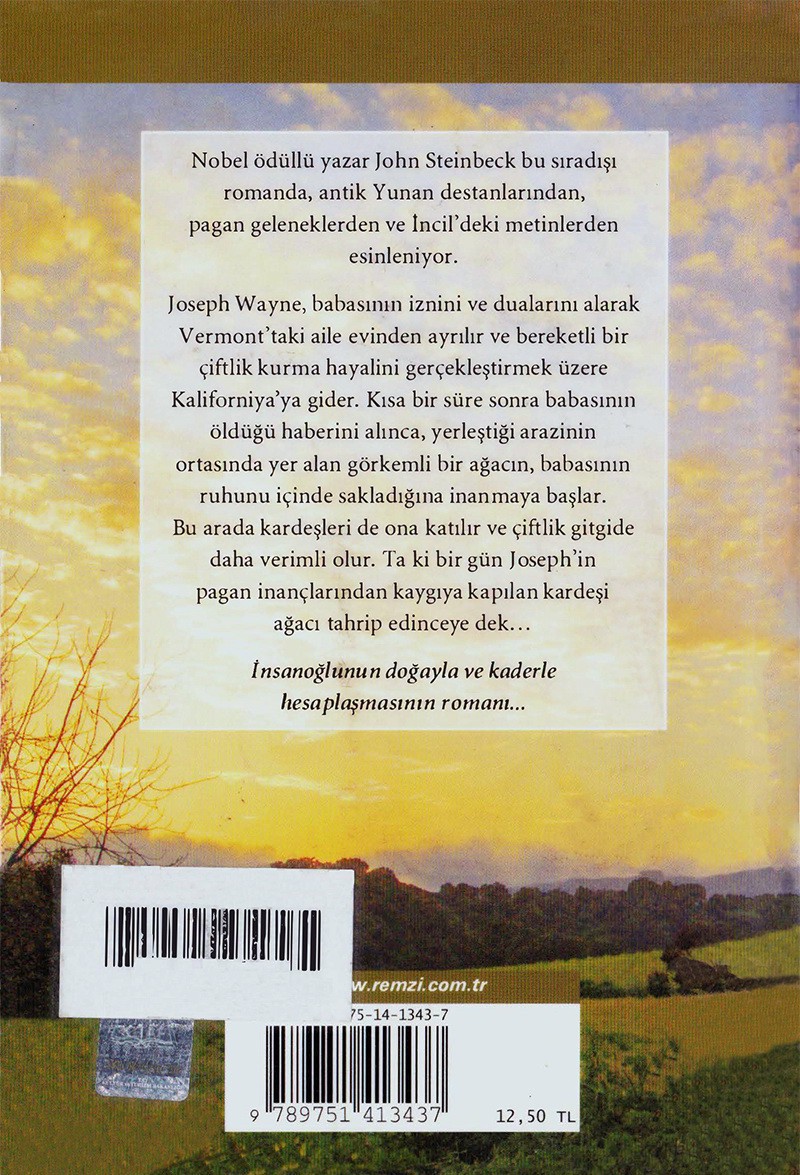 Nobel ödüllü yazar John Steinbeck bu sıradışı
romanda, antik Yunan destanlarından,
pagan geleneklerden ve İncil’deki metinlerden
esinleniyor.
Joseph Wayne, babasının iznini ve dualarını alarak
Vermont’taki aile evinden ayrılır ve bereketli bir
çiftlik kurma hayalini gerçekleştirmek üzere
Kaliforniya’ya gider. Kısa bir süre sonra babasının
öldüğü haberini alınca, yerleştiği arazinin
ortasında yer alan görkemli bir ağacın, babasının
ruhunu içinde sakladığına inanmaya başlar.
Bu arada kardeşleri de ona katılır ve çiftlik gitgide
daha verimli olur. Ta ki bir gün Joseph’in
pagan inançlarından kaygıya kapılan kardeşi
ağacı tahrip edinceye dek...
İnsanoğlunun doğayla ve kaderle
hesaplaşmasının romanı...
w.remzi.com.tr
75-14-1343-7
9 789751 413437
12,50 TL